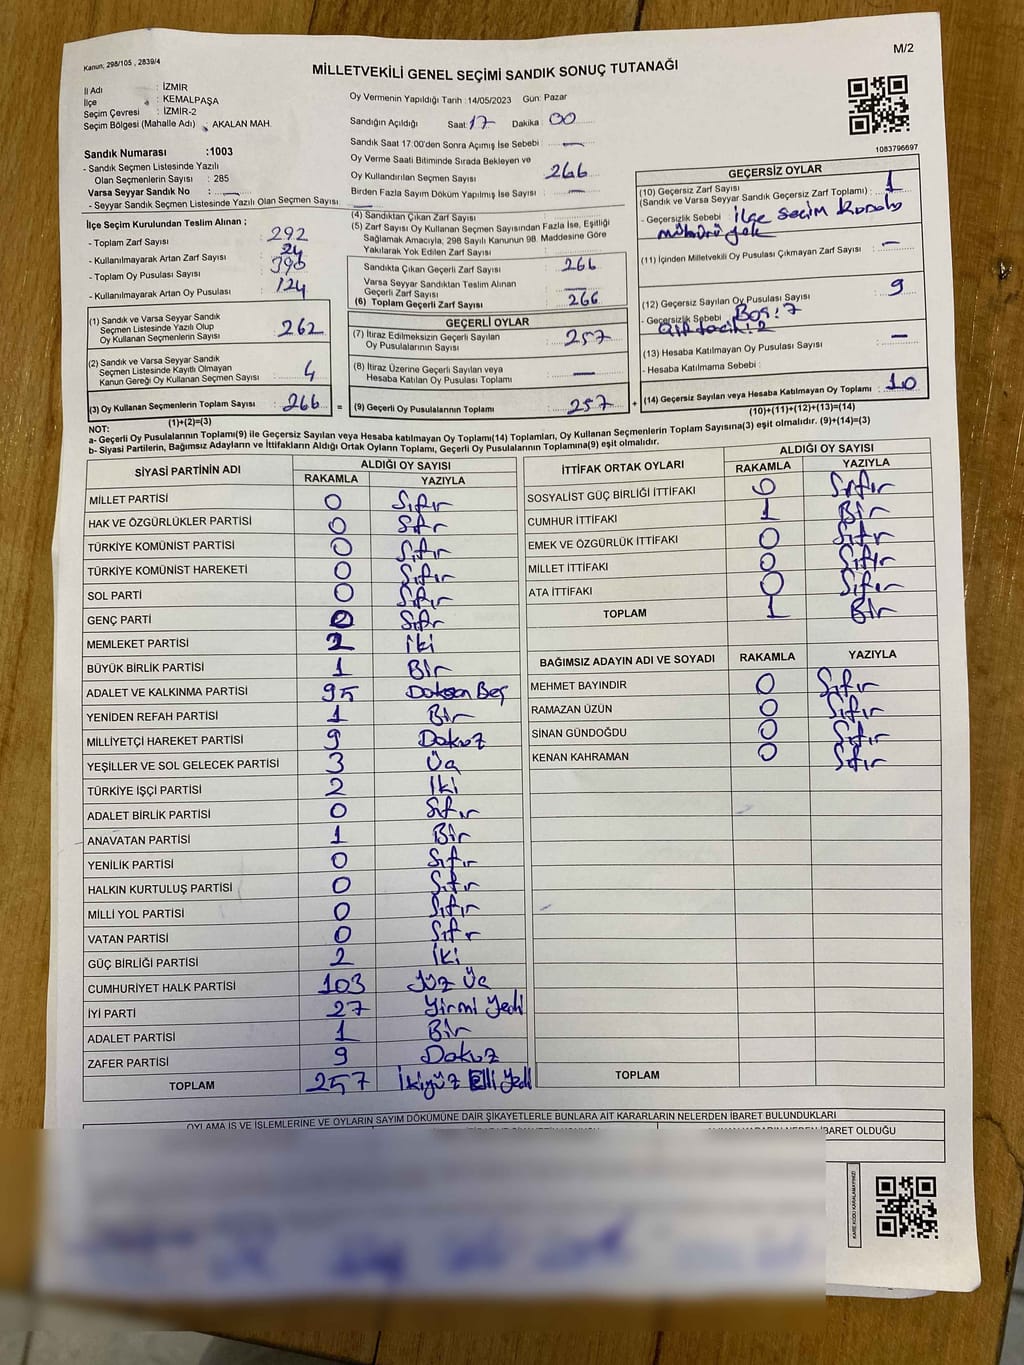 Kanun, 298/105 , 2839/4
M/2
MİLLETVEKİLİ GENEL SEÇİMİ SANDIK SONUÇ TUTANAĞI
İl Adı : İZMİR
İlçe : KEMALPAŞA
Seçim Çevresi : İZMİR-2
Seçim Bölgesi (Mahalle Adı) : AKALAN MAH.
Sandık Numarası :1003
- Sandık Seçmen Listesinde Yazılı
Olan Seçmenlerin Sayısı : 285
Varsa Seyyar Sandık No : —
- Seyyar Sandık Seçmen Listesinde Yazılı Olan Seçmen Sayısı: —
Oy Vermenin Yapıldığı Tarih :14/05/2023 Gün: Pazar
Sandığın Açıldığı Saat: 17 Dakika 00
Sandık Saat 17:00'den Sonra Açımış İse Sebebi : —
Oy Verme Saati Bitiminde Sırada Bekleyen ve
Oy Kullandırılan Seçmen Sayısı 266
Birden Fazla Sayım Döküm Yapılmış İse Sayısı : —
1083796697
İlçe Seçim Kurulundan Teslim Alınan ;
- Toplam Zarf Sayısı : 292
- Kullanılmayarak Artan Zarf Sayısı : 24
- Toplam Oy Pusulası Sayısı : 390
- Kullanılmayarak Artan Oy Pusulası : 124
(4) Sandıktan Çıkan Zarf Sayısı :
(5) Zarf Sayısı Oy Kullanan Seçmen Sayısından Fazla İse, Eşitliği
Sağlamak Amacıyla, 298 Sayılı Kanunun 98. Maddesine Göre
Yakılarak Yok Edilen Zarf Sayısı :
Sandıkta Çıkan Geçerli Zarf Sayısı : 266
Varsa Seyyar Sandıktan Teslim Alınan
Geçerli Zarf Sayısı : —
(6) Toplam Geçerli Zarf Sayısı : 266
GEÇERSİZ OYLAR
(10) Geçersiz Zarf Sayısı
(Sandık ve Varsa Seyyar Sandık Geçersiz Zarf Toplamı) : 1
- Geçersizlik Sebebi : İlçe Seçim Kurulu
mührü yok
(11) İçinden Milletvekili Oy Pusulası Çıkmayan Zarf Sayısı : —
(12) Geçersiz Sayılan Oy Pusulası Sayısı : 9
- Geçersizlik Sebebi : Boş: 7
(13) Hesaba Katılmayan Oy Pusulası Sayısı : —
- Hesaba Katılmama Sebebi :
(14) Geçersiz Sayılan veya Hesaba Katılmayan Oy Toplamı : 10
(10)+(11)+(12)+(13)=(14)
(1) Sandık ve Varsa Seyyar Sandık
Seçmen Listesinde Yazılı Olup
Oy Kullanan Seçmenlerin Sayısı : 262
(2) Sandık ve Varsa Seyyar Sandık
Seçmen Listesinde Kayıtlı Olmayan
Kanun Gereği Oy Kullanan Seçmen Sayısı : 4
(3) Oy Kullanan Seçmenlerin Toplam Sayısı : 266 =
(1)+(2)=(3)
GEÇERLİ OYLAR
(7) İtiraz Edilmeksizin Geçerli Sayılan
Oy Pusulalarının Sayısı : 257
(8) İtiraz Üzerine Geçerli Sayılan veya
Hesaba Katılan Oy Pusulası Toplamı : —
(9) Geçerli Oy Pusulalarının Toplamı : 257 +
NOT:
a- Geçerli Oy Pusulalarının Toplamı(9) ile Geçersiz Sayılan veya Hesaba katılmayan Oy Toplamı(14) Toplamları, Oy Kullanan Seçmenlerin Toplam Sayısına(3) eşit olmalıdır. (9)+(14)=(3)
b- Siyasi Partilerin, Bağımsız Adayların ve İttifakların Aldığı Ortak Oyların Toplamı, Geçerli Oy Pusulalarının Toplamına(9) eşit olmalıdır.
SİYASİ PARTİNİN ADI ALDIĞI OY SAYISI
RAKAMLA YAZIYLA
MİLLET PARTİSİ 0 Sıfır
HAK VE ÖZGÜRLÜKLER PARTİSİ 0 Sıfır
TÜRKİYE KOMÜNİST PARTİSİ 0 Sıfır
TÜRKİYE KOMÜNİST HAREKETİ 0 Sıfır
SOL PARTİ 0 Sıfır
GENÇ PARTİ 0 Sıfır
MEMLEKET PARTİSİ 2 İki
BÜYÜK BİRLİK PARTİSİ 1 Bir
ADALET VE KALKINMA PARTİSİ 95 Doksan Beş
YENİDEN REFAH PARTİSİ 1 Bir
MİLLİYETÇİ HAREKET PARTİSİ 9 Dokuz
YEŞİLLER VE SOL GELECEK PARTİSİ 3 Üç
TÜRKİYE İŞÇİ PARTİSİ 2 İki
ADALET BİRLİK PARTİSİ 0 Sıfır
ANAVATAN PARTİSİ 1 Bir
YENİLİK PARTİSİ 0 Sıfır
HALKIN KURTULUŞ PARTİSİ 0 Sıfır
MİLLİ YOL PARTİSİ 0 Sıfır
VATAN PARTİSİ 0 Sıfır
GÜÇ BİRLİĞİ PARTİSİ 2 İki
CUMHURİYET HALK PARTİSİ 103 Yüz Üç
İYİ PARTİ 27 Yirmi Yedi
ADALET PARTİSİ 1 Bir
ZAFER PARTİSİ 9 Dokuz
TOPLAM 257 İkiyüz Elli Yedi
İTTİFAK ORTAK OYLARI ALDIĞI OY SAYISI
RAKAMLA YAZIYLA
SOSYALİST GÜÇ BİRLİĞİ İTTİFAKI 0 Sıfır
CUMHUR İTTİFAKI 1 Bir
EMEK VE ÖZGÜRLÜK İTTİFAKI 0 Sıfır
MİLLET İTTİFAKI 0 Sıfır
ATA İTTİFAKI 0 Sıfır
TOPLAM 1 Bir
BAĞIMSIZ ADAYIN ADI VE SOYADI RAKAMLA YAZIYLA
MEHMET BAYINDIR 0 Sıfır
RAMAZAN ÜZÜN 0 Sıfır
SİNAN GÜNDOĞDU 0 Sıfır
KENAN KAHRAMAN 0 Sıfır
TOPLAM
OYLAMA İŞ VE İŞLEMLERİNE VE OYLARIN SAYIM DÖKÜMÜNE DAİR ŞİKAYETLERLE BUNLARA AİT KARARLARIN NELERDEN İBARET BULUNDUKLARI
İBARET OLDUĞU
KARE KODU KARALAMAYINIZ!